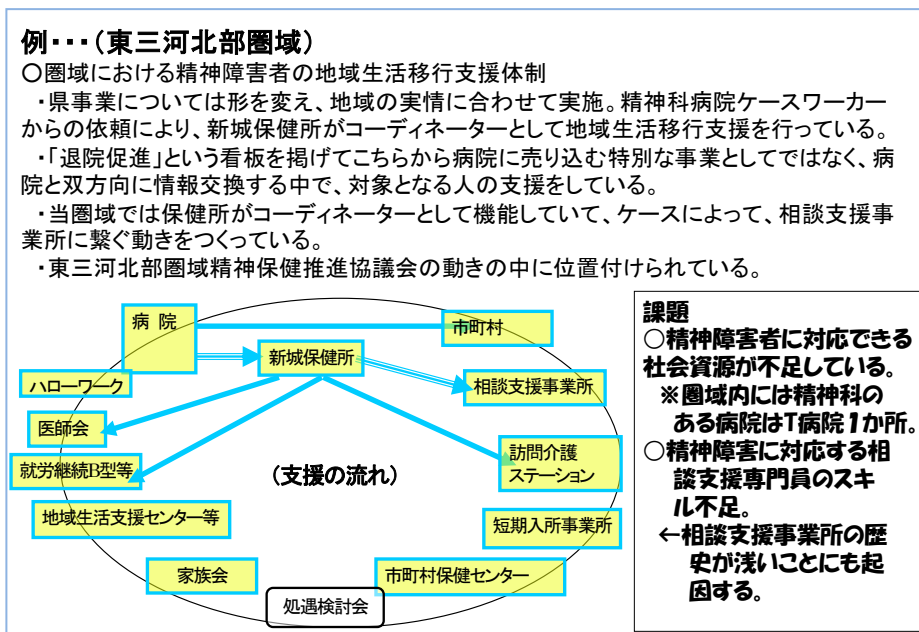 例・・・（東三河北部圏域）
○圏域における精神障害者の地域生活移行支援体制
・県事業については形を変え、地域の実情に合わせて実施。精神科病院ケースワーカー
からの依頼により、新城保健所がコーディネーターとして地域生活移行支援を行っている。
・「退院促進」という看板を掲げてこちらから病院に売り込む特別な事業としてではなく、病
院と双方向に情報交換する中で、対象となる人の支援をしている。
・当圏域では保健所がコーディネーターとして機能していて、ケースによって、相談支援事
業所に繋ぐ動きをつくっている。
・東三河北部圏域精神保健推進協議会の動きの中に位置付けられている。
病 院
市町村
新城保健所
ハローワーク
相談支援事業所
医師会
就労継続B型等
(支援の流れ)
訪問介護
ステーション
地域生活支援センター等
短期入所事業所
家族会
市町村保健センター
処遇検討会
課題
○精神障害者に対応できる
社会資源が不足している。
※圏域内には精神科の
ある病院はT病院１か所。
○精神障害に対応する相
談支援専門員のスキ
ル不足。
←相談支援事業所の歴
史が浅いことにも起
因する。